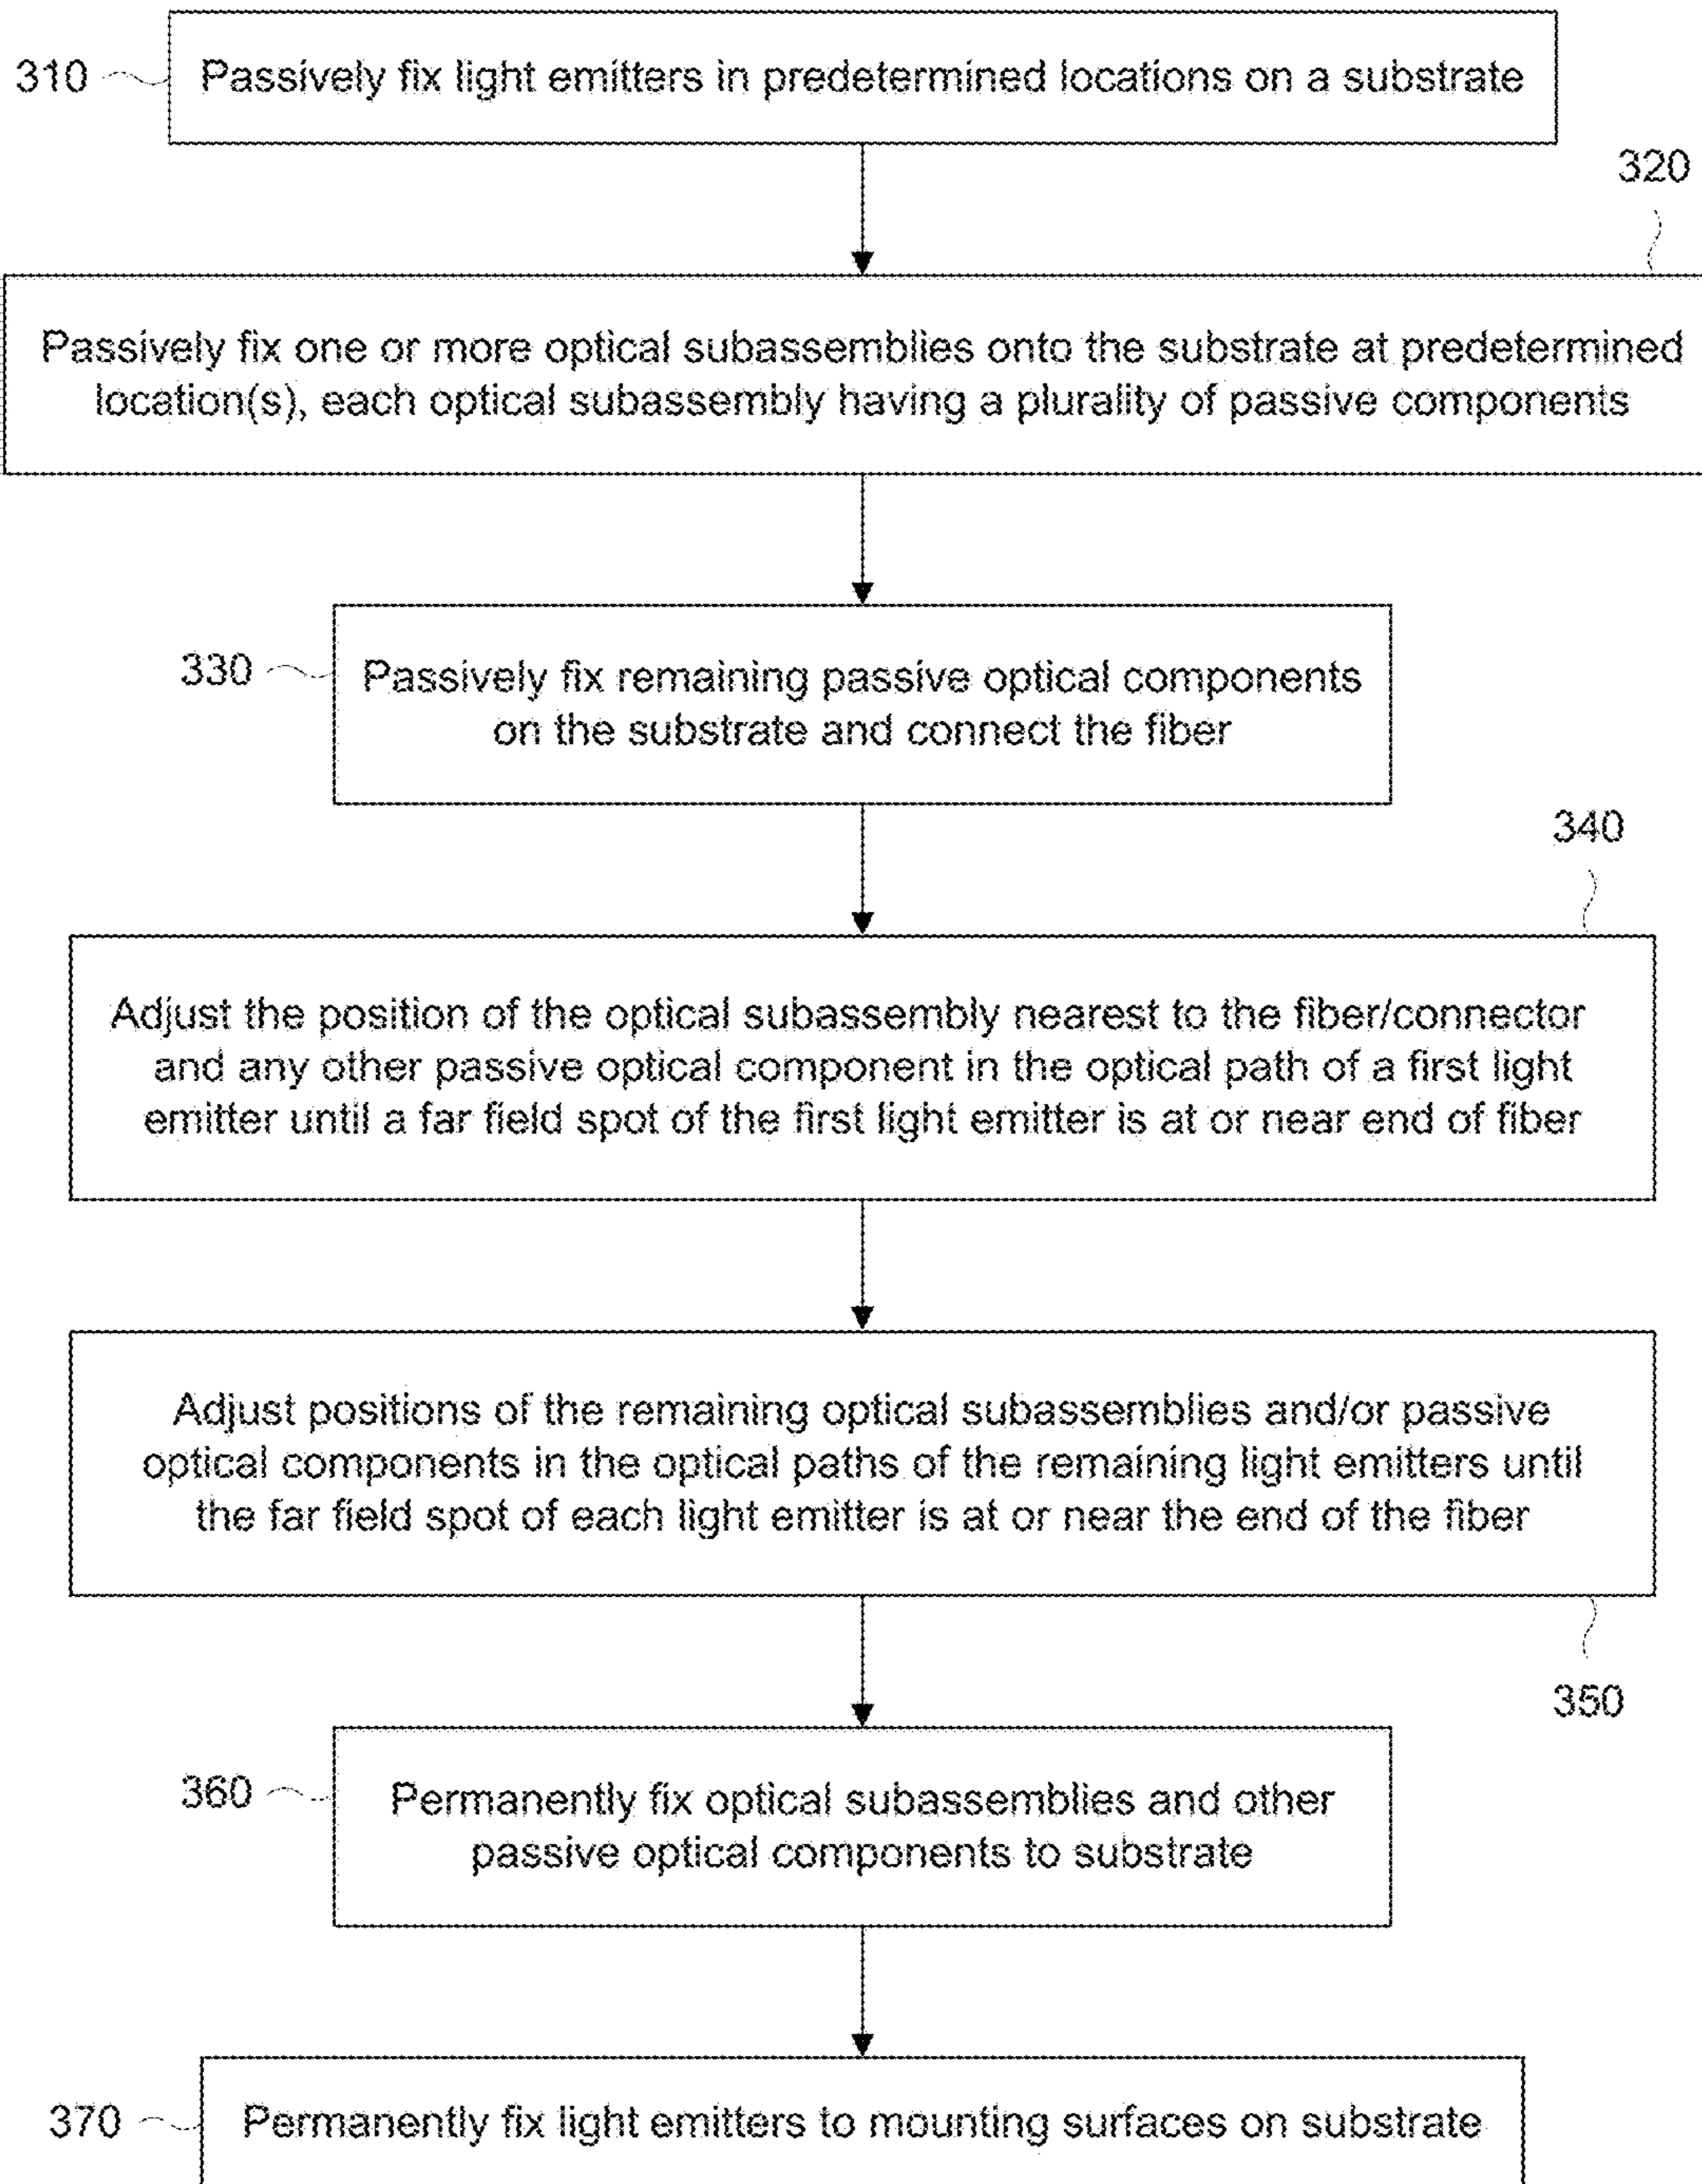 310
Passively fix light emitters in predetermined locations on a substrate
320
Passively fix one or more optical subassemblies onto the substrate at predetermined
location(s), each optical subassembly having a plurality of passive components
330
Passively fix remaining passive optical components
on the substrate and connect the fiber
340
Adjust the position of the optical subassembly nearest to the fiber/connector
and any other passive optical component in the optical path of a first light
emitter until a far field spot of the first light emitter is at or near end of fiber
Adjust positions of the remaining optical subassemblies and/or passive
optical components in the optical paths of the remaining light emitters until
the far field spot of each light emitter is at or near the end of the fiber
350
360
Permanently fix optical subassemblies and other
passive optical components to substrate
370
Permanently fix light emitters to mounting surfaces on substrate